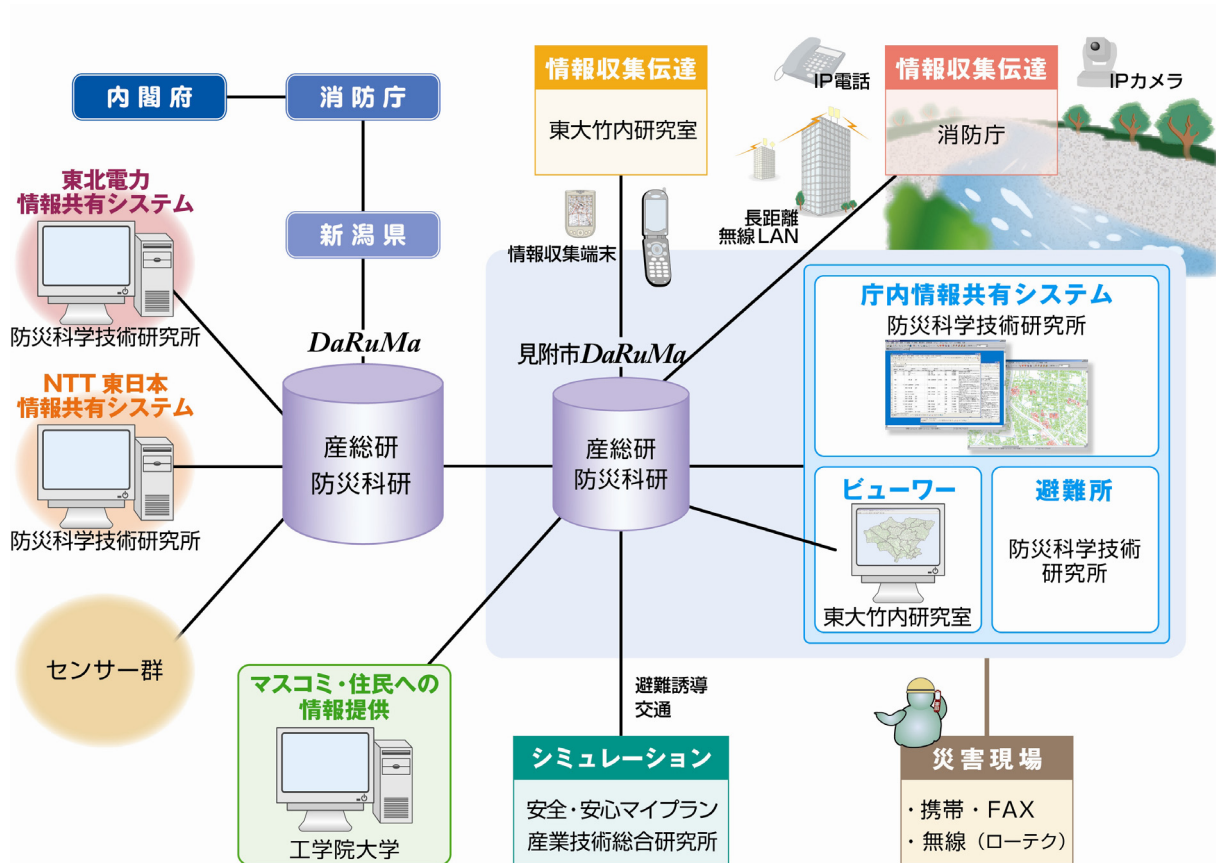 内閣府
消防庁
新潟県
東北電力
情報共有システム
防災科学技術研究所
NTT 東日本
情報共有システム
防災科学技術研究所
センサー群
DaRuMa
産総研
防災科研
情報収集伝達
東大竹内研究室
情報収集端末
IP電話
長距離
無線LAN
情報収集伝達
消防庁
IPカメラ
見附市DaRuMa
産総研
防災科研
庁内情報共有システム
防災科学技術研究所
ビューワー
東大竹内研究室
避難所
防災科学技術
研究所
マスコミ・住民への
情報提供
工学院大学
避難誘導
交通
シミュレーション
安全・安心マイプラン
産業技術総合研究所
災害現場
・携帯・FAX
・無線（ローテク）